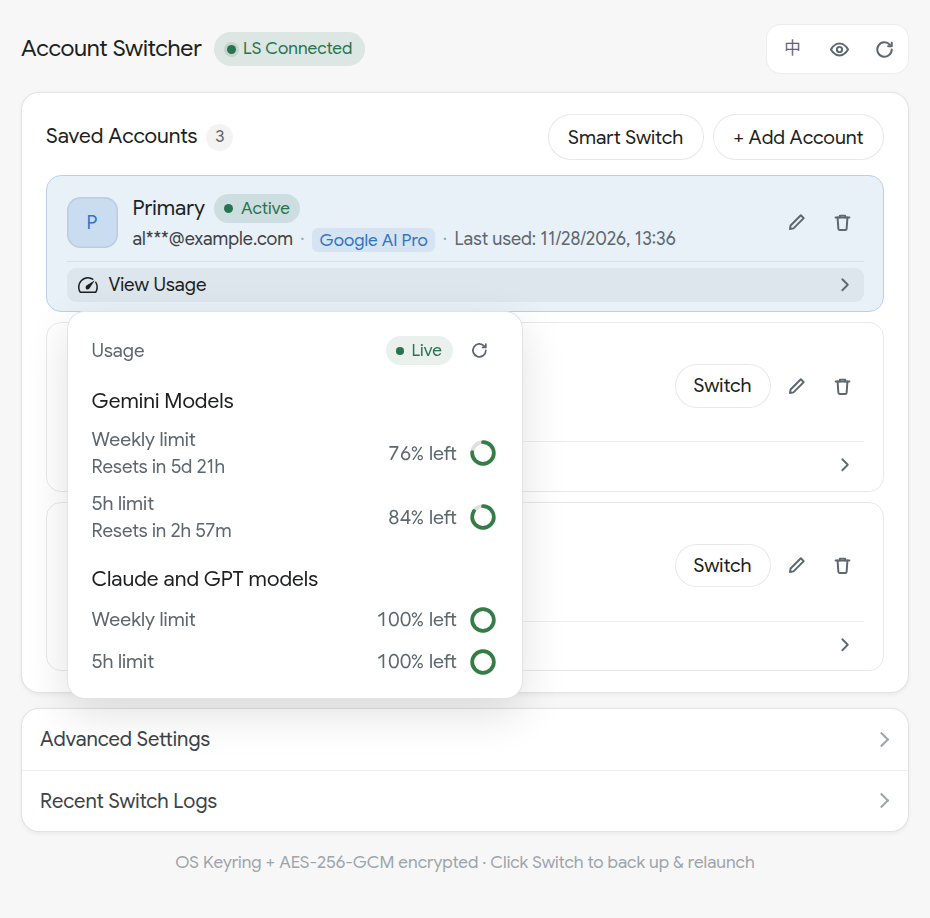 Account Switcher
LS Connected
中
Saved Accounts 3
Smart Switch
+ Add Account
P
Primary
Active
al***@example.com · Google AI Pro · Last used: 11/28/2026, 13:36
View Usage
Usage
Live
Gemini Models
Weekly limit
Resets in 5d 21h
76% left
5h limit
Resets in 2h 57m
84% left
Claude and GPT models
Weekly limit
100% left
5h limit
100% left
Switch
Switch
Advanced Settings
Recent Switch Logs
OS Keyring + AES-256-GCM encrypted · Click Switch to back up & relaunch